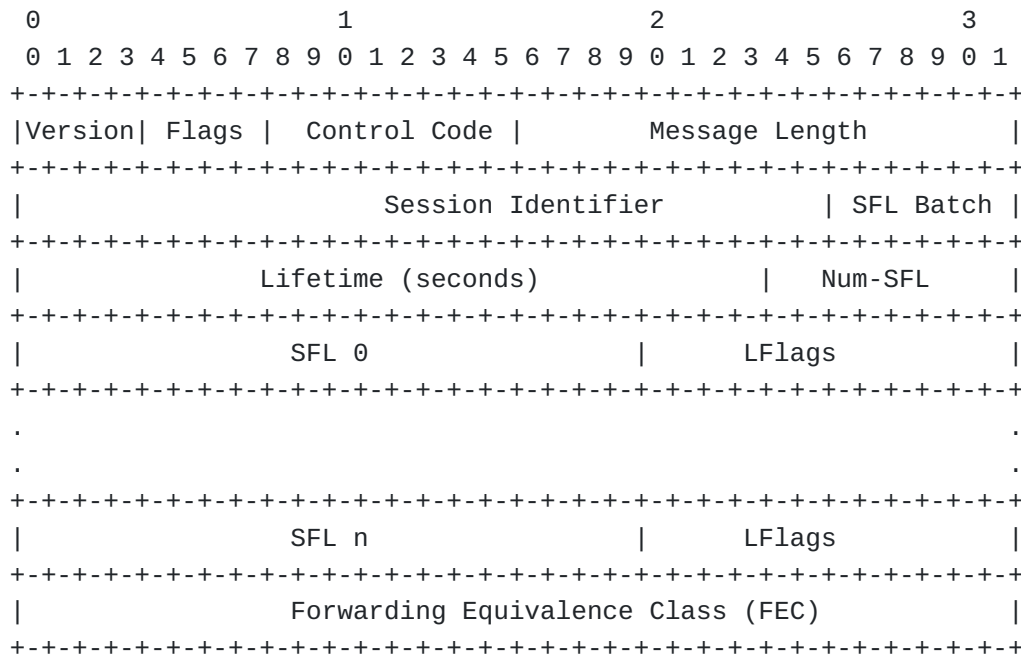 0                   1                   2                   3
 0 1 2 3 4 5 6 7 8 9 0 1 2 3 4 5 6 7 8 9 0 1 2 3 4 5 6 7 8 9 0 1
+-+-+-+-+-+-+-+-+-+-+-+-+-+-+-+-+-+-+-+-+-+-+-+-+-+-+-+-+-+-+-+-+
|Version| Flags |  Control Code |        Message Length         |
+-+-+-+-+-+-+-+-+-+-+-+-+-+-+-+-+-+-+-+-+-+-+-+-+-+-+-+-+-+-+-+-+
|                       Session Identifier          | SFL Batch |
+-+-+-+-+-+-+-+-+-+-+-+-+-+-+-+-+-+-+-+-+-+-+-+-+-+-+-+-+-+-+-+-+
|               Lifetime (seconds)              |   Num-SFL     |
+-+-+-+-+-+-+-+-+-+-+-+-+-+-+-+-+-+-+-+-+-+-+-+-+-+-+-+-+-+-+-+-+
|                 SFL 0                 |      LFlags           |
+-+-+-+-+-+-+-+-+-+-+-+-+-+-+-+-+-+-+-+-+-+-+-+-+-+-+-+-+-+-+-+-+
.                                                               .
.                                                               .
+-+-+-+-+-+-+-+-+-+-+-+-+-+-+-+-+-+-+-+-+-+-+-+-+-+-+-+-+-+-+-+-+
|                 SFL n                 |      LFlags           |
+-+-+-+-+-+-+-+-+-+-+-+-+-+-+-+-+-+-+-+-+-+-+-+-+-+-+-+-+-+-+-+-+
|                 Forwarding Equivalence Class (FEC)            |
+-+-+-+-+-+-+-+-+-+-+-+-+-+-+-+-+-+-+-+-+-+-+-+-+-+-+-+-+-+-+-+-+